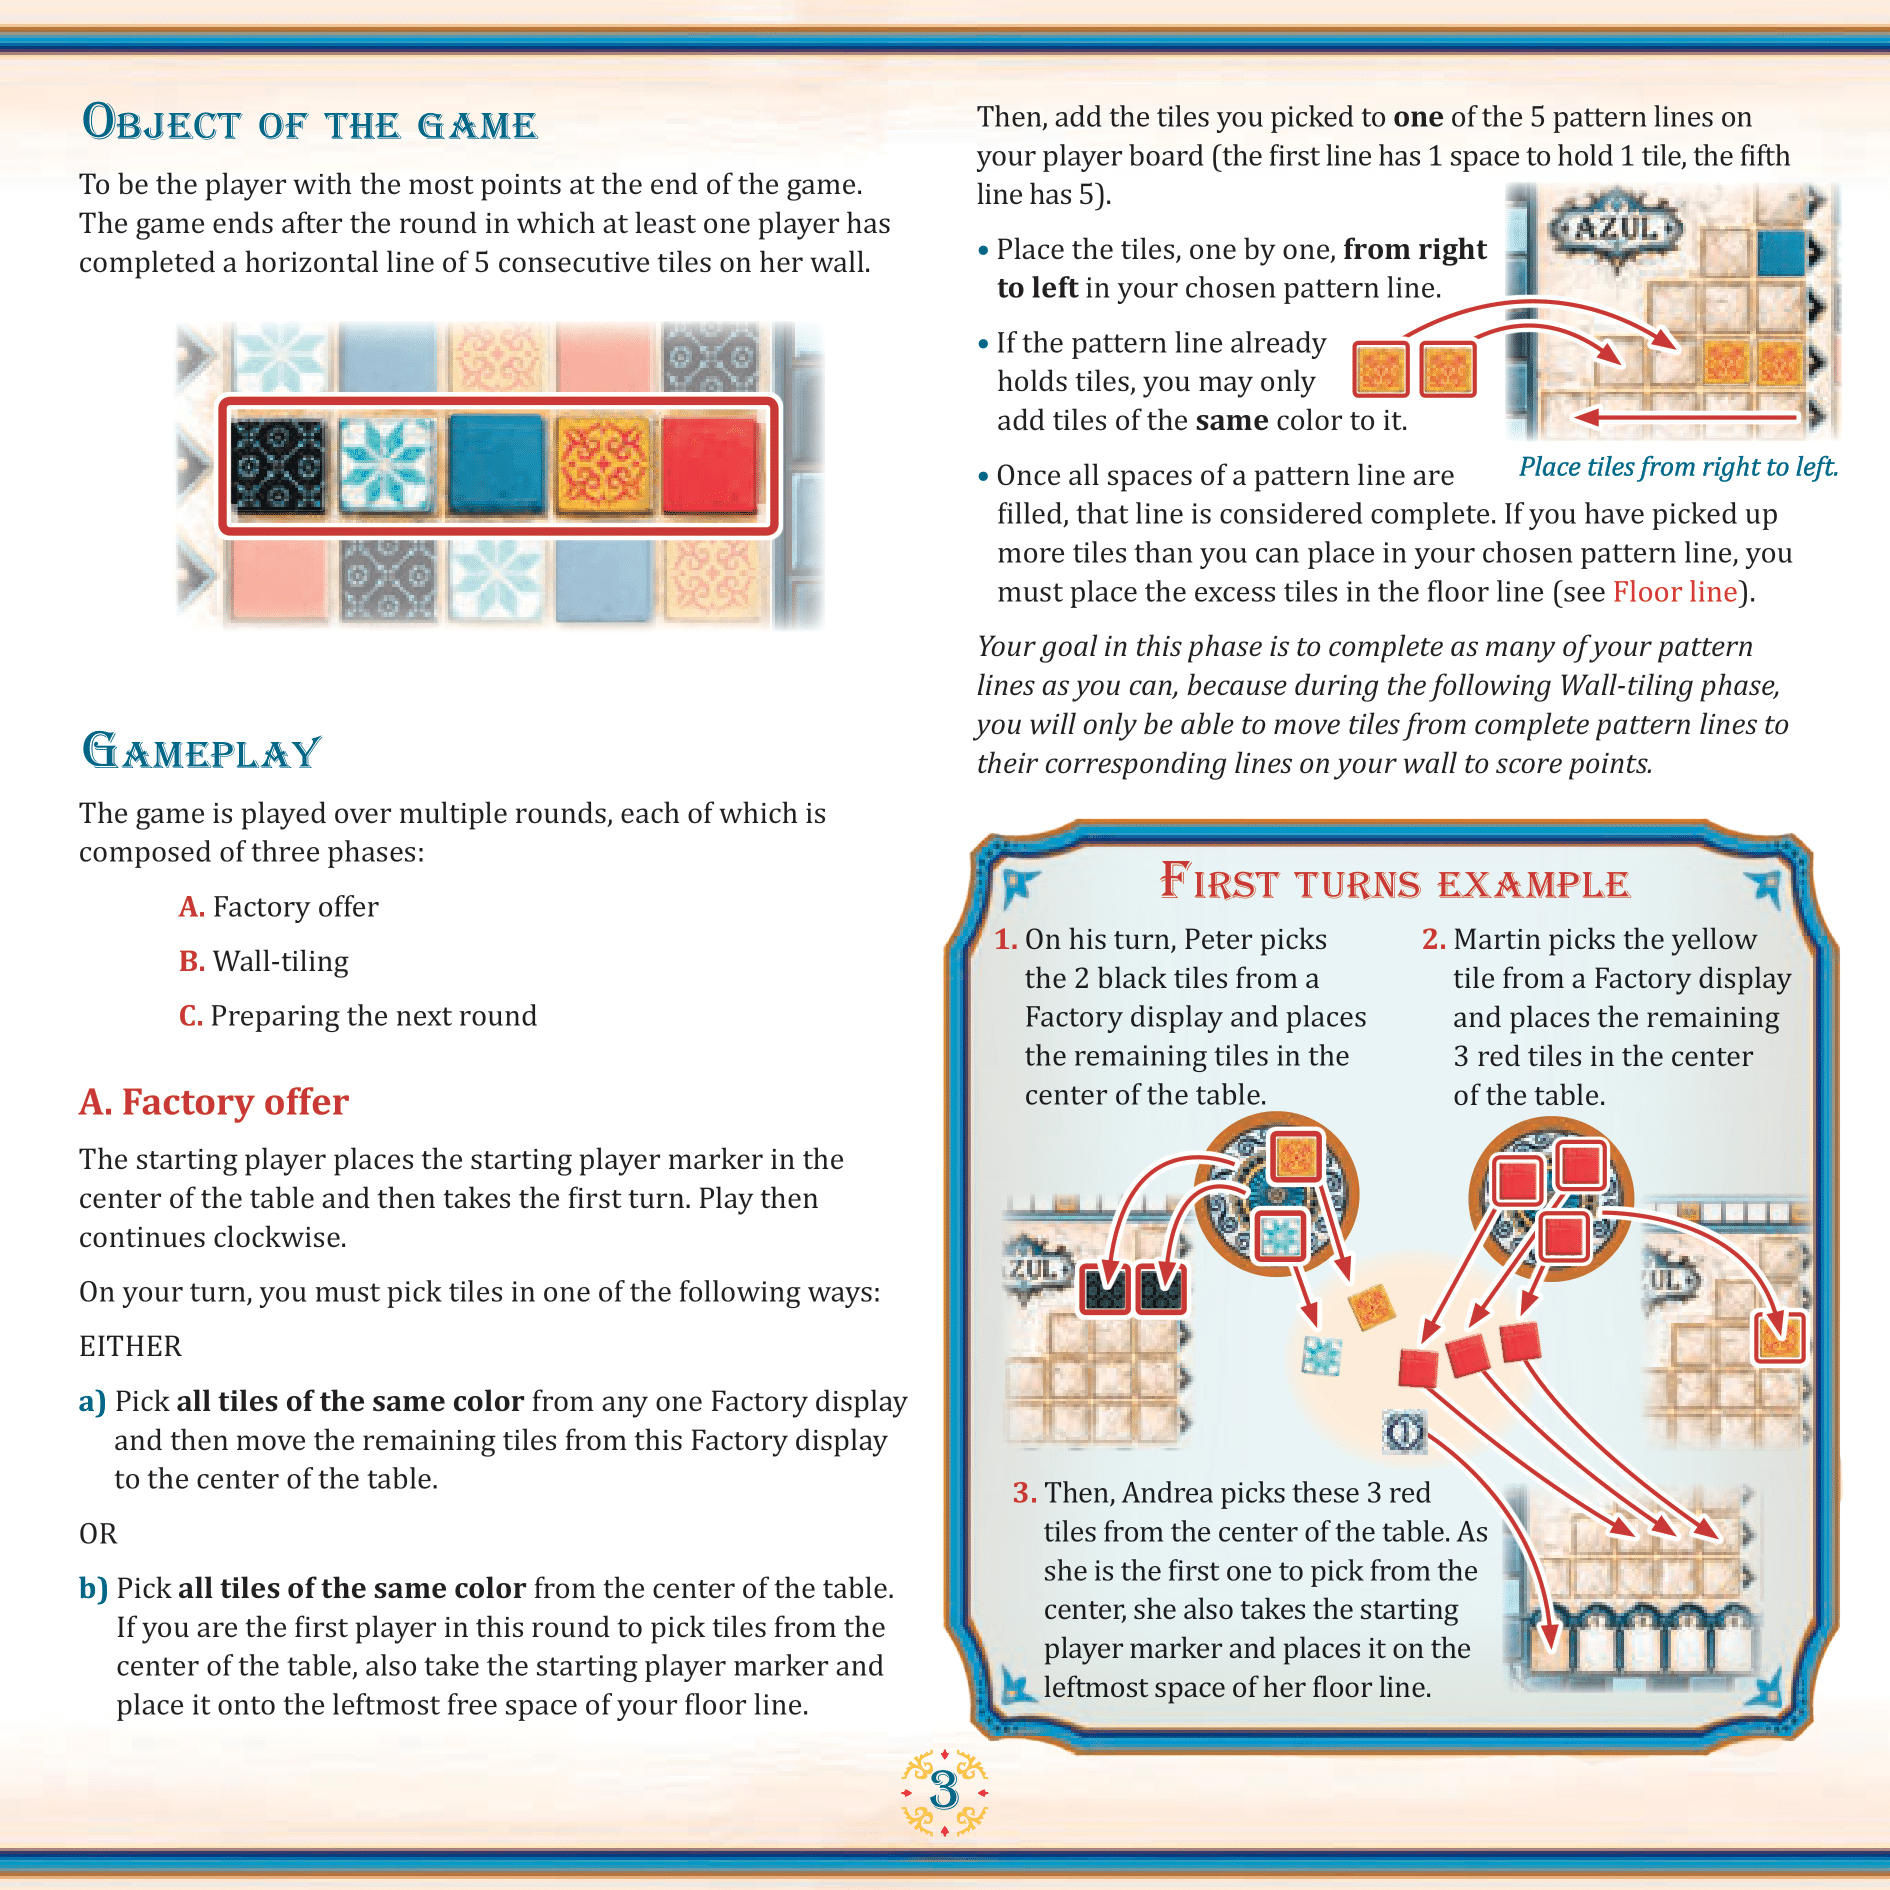 Object of the game
To be the player with the most points at the end of the game.
The game ends after the round in which at least one player has
completed a horizontal line of 5 consecutive tiles on her wall.
Gameplay
The game is played over multiple rounds, each of which is
composed of three phases:
A. Factory offer
B. Wall-tiling
C. Preparing the next round
A. Factory offer
The starting player places the starting player marker in the
center of the table and then takes the first turn. Play then
continues clockwise.
On your turn, you must pick tiles in one of the following ways:
EITHER
a) Pick all tiles of the same color from any one Factory display
and then move the remaining tiles from this Factory display
to the center of the table.
OR
b) Pick all tiles of the same color from the center of the table.
If you are the first player in this round to pick tiles from the
center of the table, also take the starting player marker and
place it onto the leftmost free space of your floor line.
Then, add the tiles you picked to one of the 5 pattern lines on
your player board (the first line has 1 space to hold 1 tile, the fifth
line has 5).
AZUL
• Place the tiles, one by one, from right
to left in your chosen pattern line.
• If the pattern line already
holds tiles, you may only
add tiles of the same color to it.
Place tiles from right to left.
• Once all spaces of a pattern line are
filled, that line is considered complete. If you have picked up
more tiles than you can place in your chosen pattern line, you
must place the excess tiles in the floor line (see Floor line).
Your goal in this phase is to complete as many of your pattern
lines as you can, because during the following Wall-tiling phase,
you will only be able to move tiles from complete pattern lines to
their corresponding lines on your wall to score points.
First turns example
1. On his turn, Peter picks
the 2 black tiles from a
Factory display and places
the remaining tiles in the
center of the table.
2. Martin picks the yellow
tile from a Factory display
and places the remaining
3 red tiles in the center
of the table.
ZUL
UL
1
3. Then, Andrea picks these 3 red
tiles from the center of the table. As
she is the first one to pick from the
center, she also takes the starting
player marker and places it on the
leftmost space of her floor line.
3